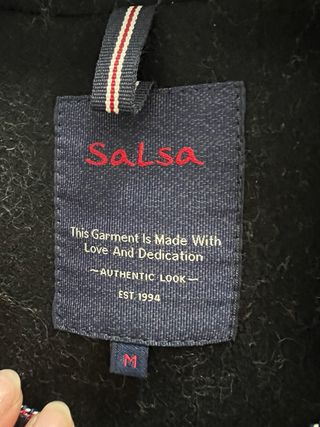 Salsa
This Garment Is Made With
Love And Dedication
—AUTHENTIC LOOK—
EST. 1994
M